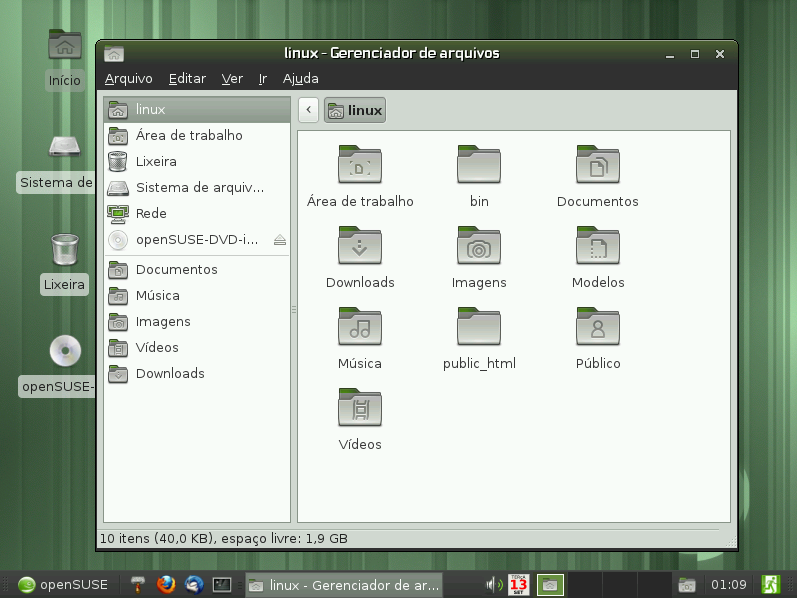 Início
Sistema de
Lixeira
openSUSE-
linux - Gerenciador de arquivos
Arquivo Editar Ver Ir Ajuda
linux
Área de trabalho
Lixeira
Sistema de arquiv...
Rede
openSUSE-DVD-i...
Documentos
Música
Imagens
Vídeos
Downloads
linux
Área de trabalho bin Documentos
Downloads Imagens Modelos
Música public_html Público
Vídeos
10 itens (40,0 KB), espaço livre: 1,9 GB
openSUSE linux - Gerenciador de ar... TERÇA 13 SET 01:09